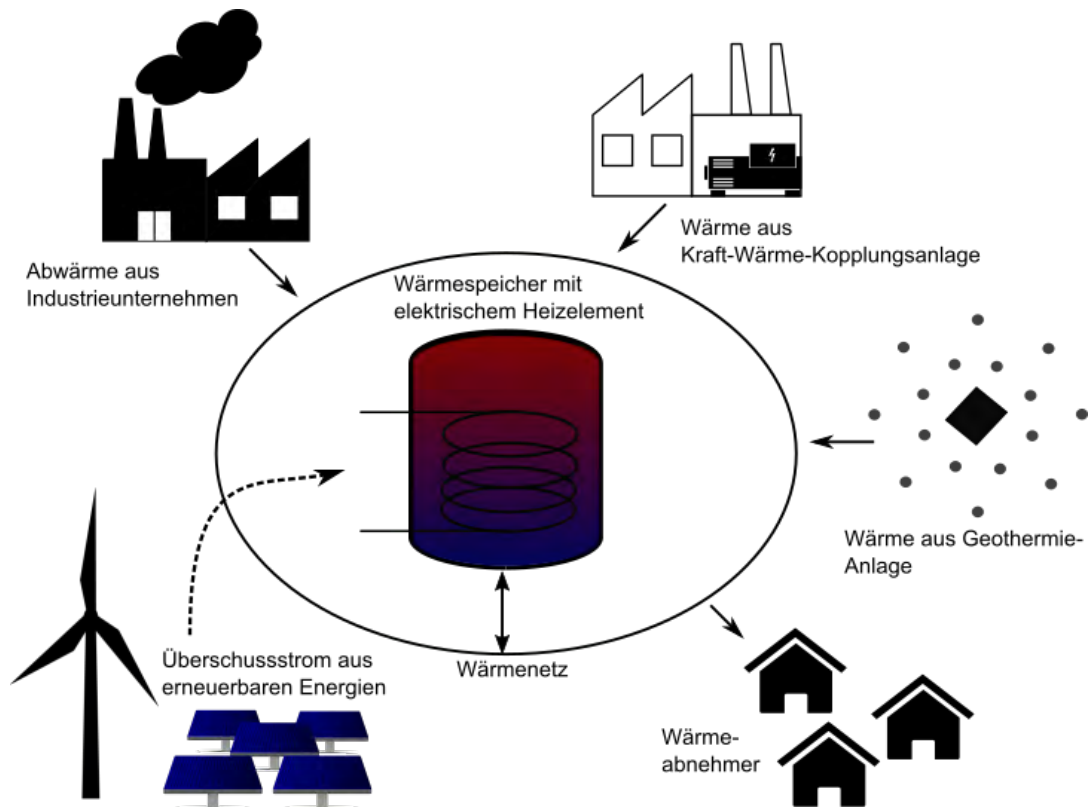 Abwärme aus
Industrieunternehmen
Wärme aus
Kraft-Wärme-Kopplungsanlage
Wärmespeicher mit
elektrischem Heizelement
Wärme aus Geothermie-
Anlage
Überschussstrom aus
erneuerbaren Energien
Wärmenetz
Wärme-
abnehmer